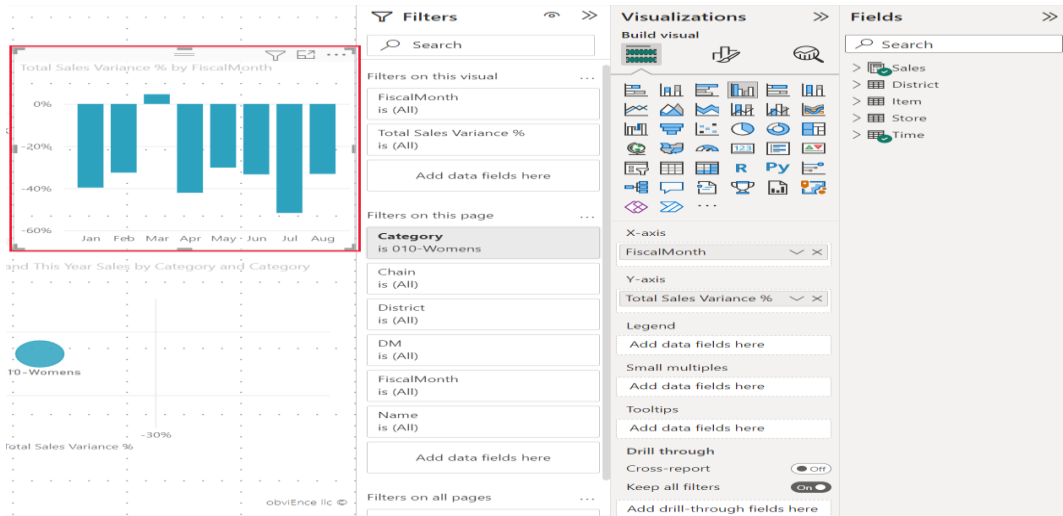 Total Sales Variance % by FiscalMonth
0%
-20%
-40%
-60%
Jan Feb Mar Apr May Jun Jul Aug
and This Year Sales by Category and Category
10-Womens
-30%
Total Sales Variance %
obviEnce llc ©
Filters
Search
Filters on this visual
...
FiscalMonth
is (All)
Total Sales Variance %
is (All)
Add data fields here
Filters on this page
...
Category
is 010-Womens
Chain
is (All)
District
is (All)
DM
is (All)
FiscalMonth
is (All)
Name
is (All)
Add data fields here
Filters on all pages
...
Visualizations
Build visual
123
R Py
...
X-axis
FiscalMonth
Y-axis
Total Sales Variance %
Legend
Add data fields here
Small multiples
Add data fields here
Tooltips
Add data fields here
Drill through
Cross-report
Off
Keep all filters
On
Add drill-through fields here
Fields
Search
Sales
District
Item
Store
Time